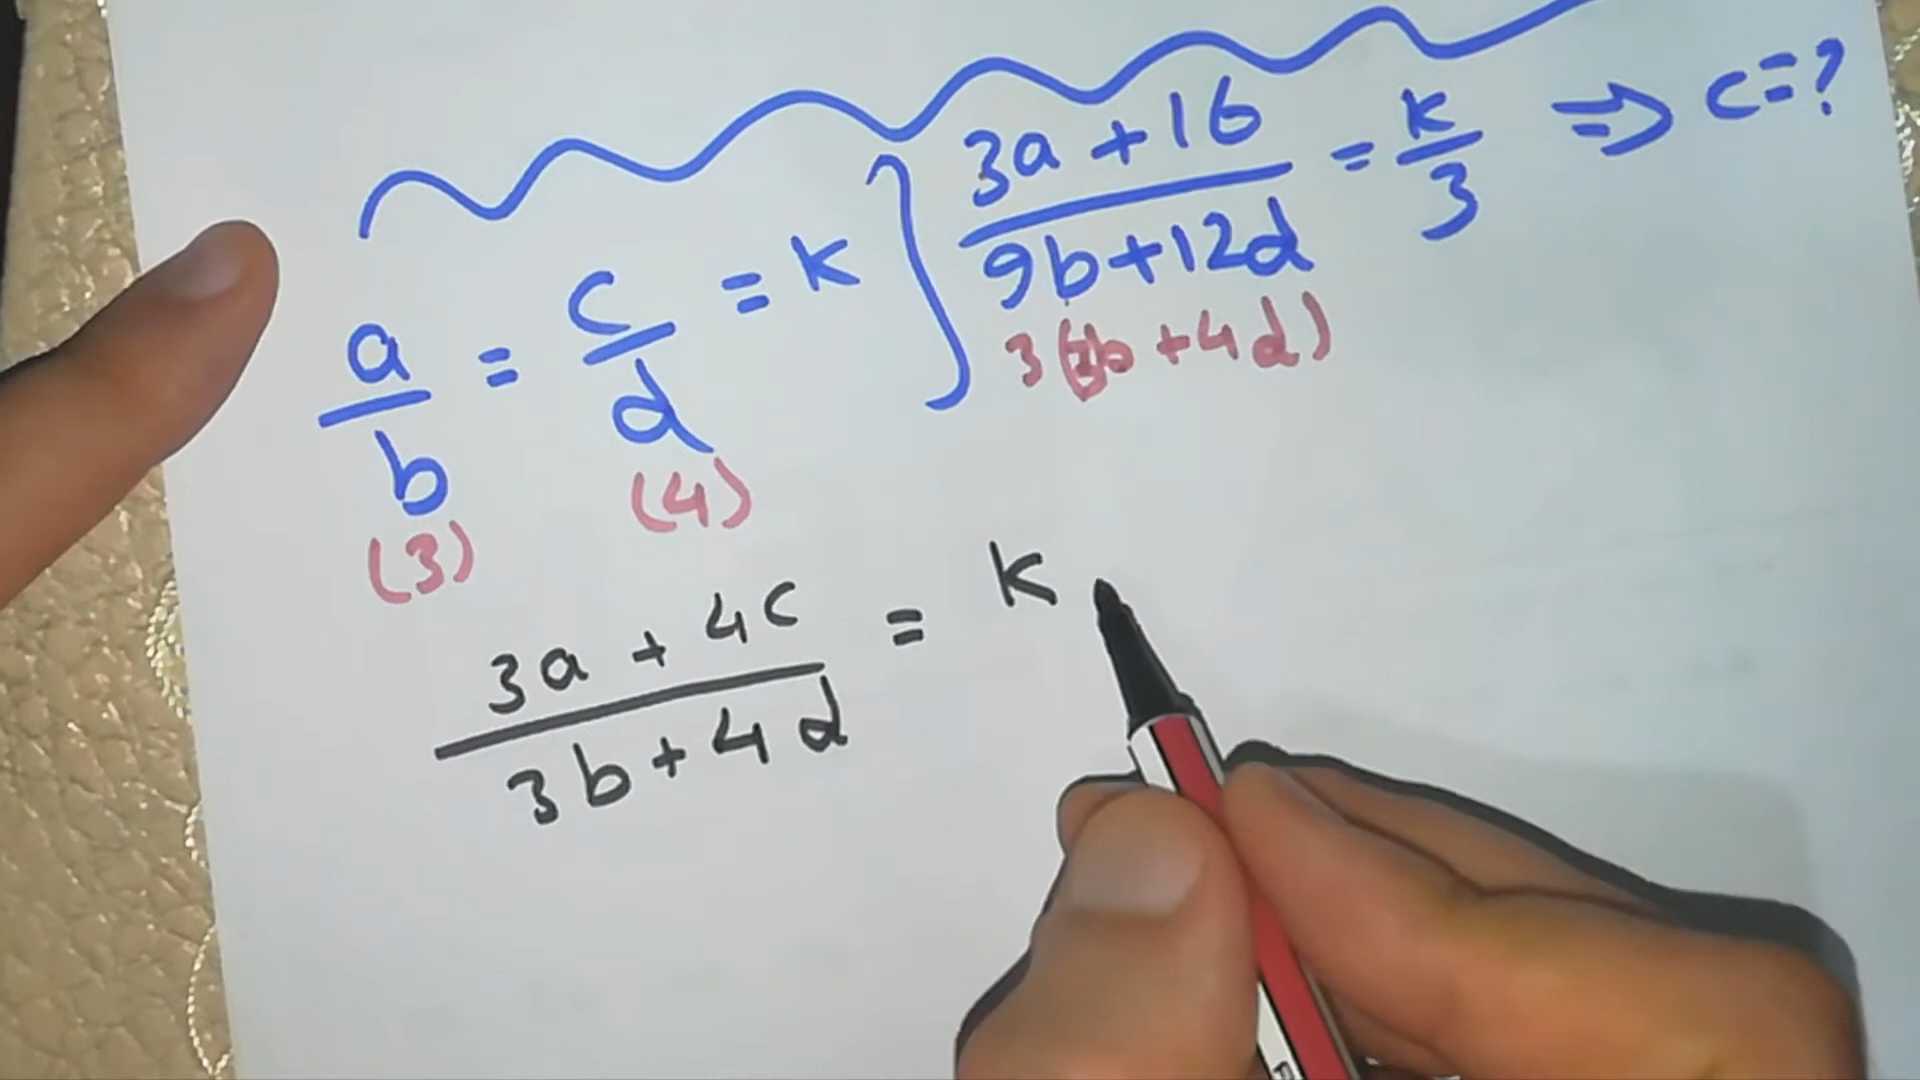 a/b = c/d = k } (3a + 16)/(9b + 12d) = k/3 ⇒ c = ?
3(3b + 4d)
(3) (4)
(3a + 4c)/(3b + 4d) = k